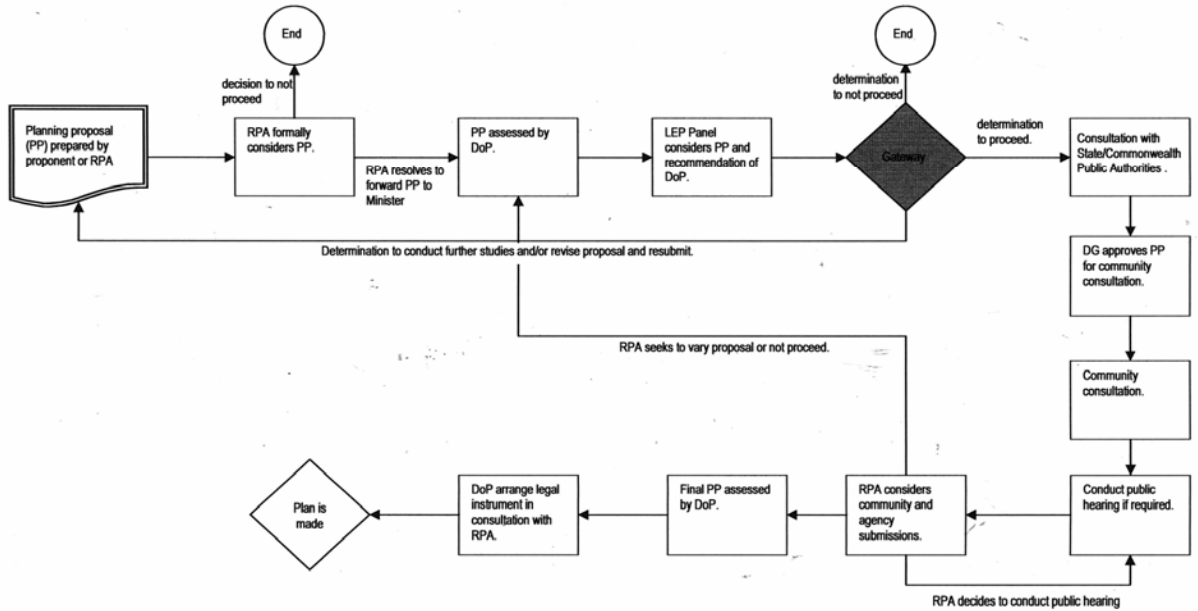 End
End
decision to not
proceed
determination
to not proceed
Planning proposal
(PP) prepared by
proponent or RPA
RPA formally
considers PP.
RPA resolves to
forward PP to
Minister
PP assessed by
DoP.
LEP Panel
considers PP and
recommendation of
DoP.
Gateway
determination
to proceed.
Consultation with
State/Commonwealth
Public Authorities .
Determination to conduct further studies and/or revise proposal and resubmit.
DG approves PP
for community
consultation.
RPA seeks to vary proposal or not proceed.
Community
consultation.
Plan is
made
DoP arrange legal
instrument in
consultation with
RPA.
Final PP assessed
by DoP.
RPA considers
community and
agency
submissions.
Conduct public
hearing if required.
RPA decides to conduct public hearing